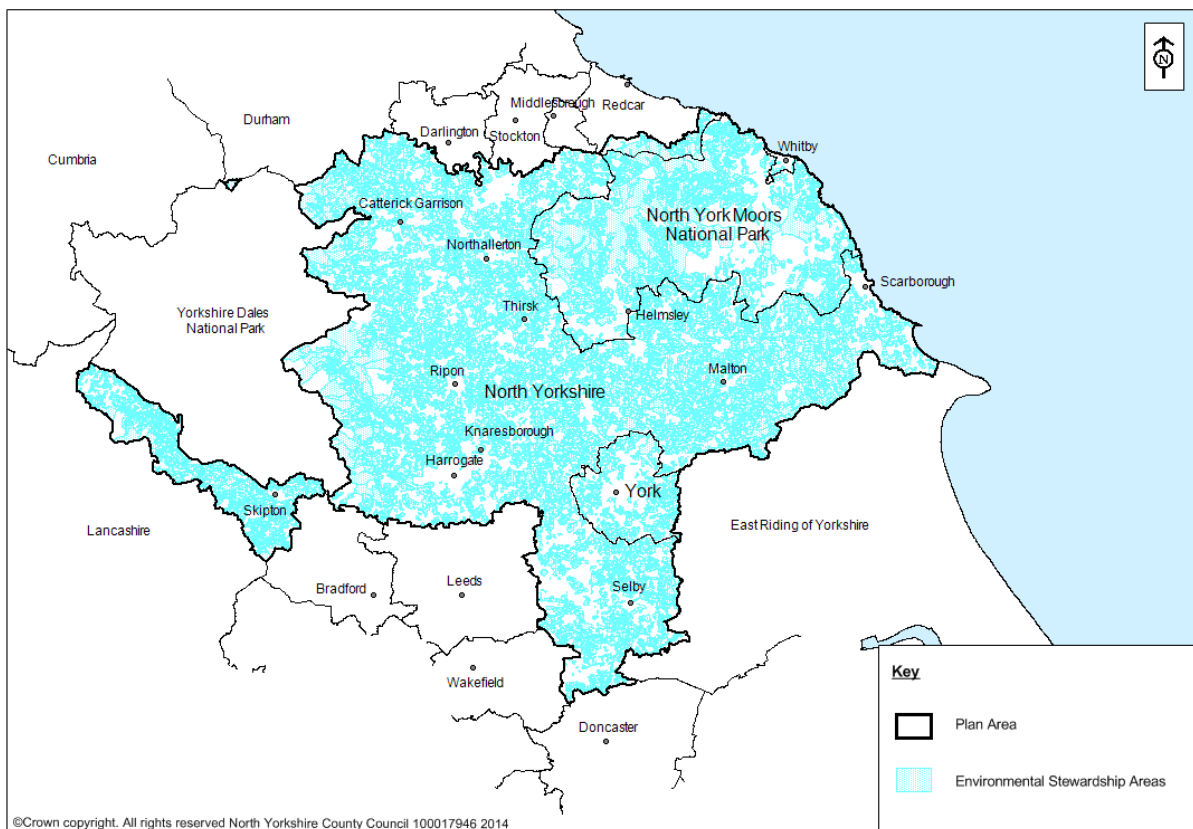 N
Middlesbrough
Redcar
Durham
Darlington
Stockton
Cumbria
Whitby
Catterick Garrison
North York Moors
National Park
Northallerton
Scarborough
Yorkshire Dales
National Park
Thirsk
Helmsley
Ripon
Malton
North Yorkshire
Knaresborough
Harrogate
York
Skipton
Lancashire
East Riding of Yorkshire
Bradford
Leeds
Selby
Wakefield
Doncaster
Key
Plan Area
Environmental Stewardship Areas
©Crown copyright. All rights reserved North Yorkshire County Council 100017946 2014